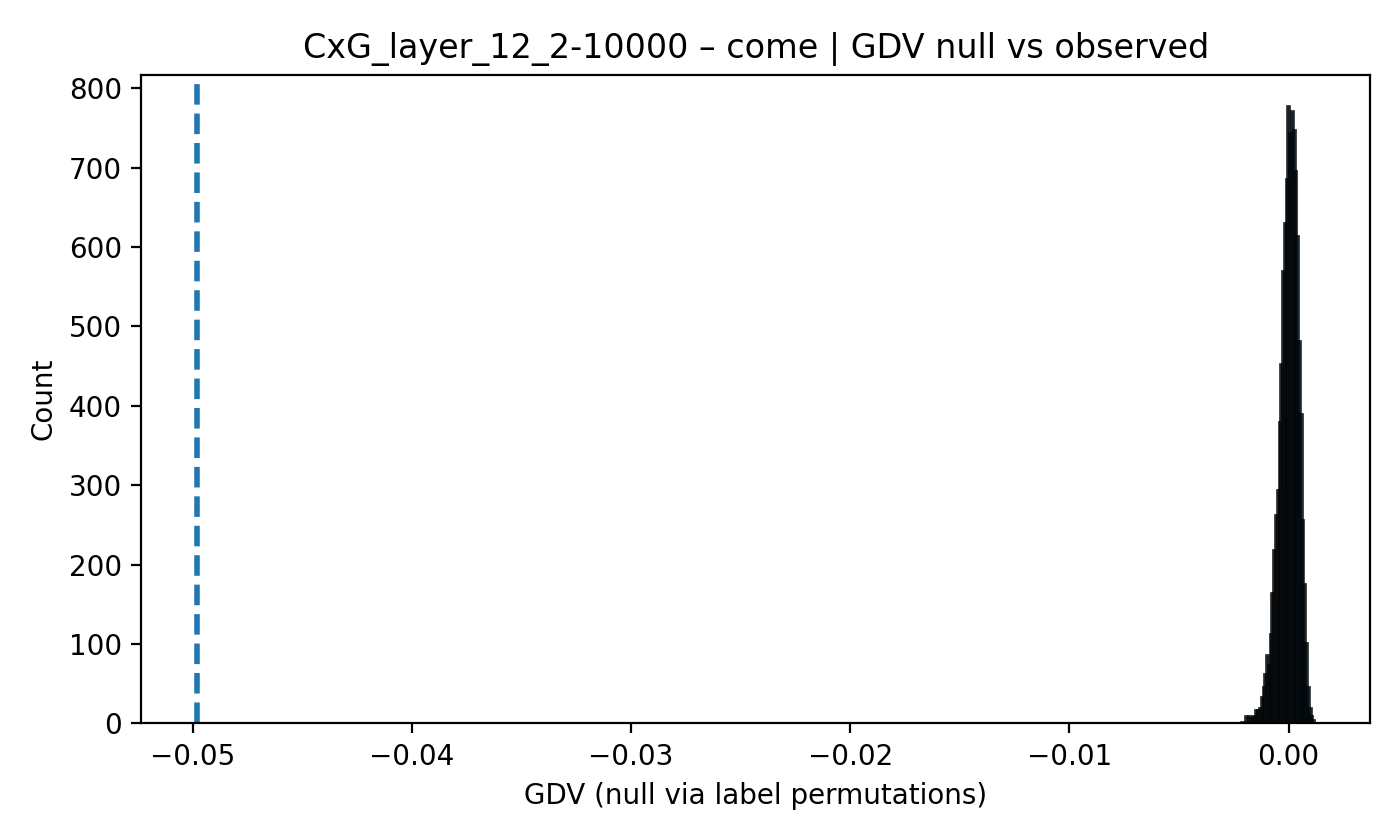 CxG_layer_12_2-10000 – come | GDV null vs observed
800
700
600
500
400
300
200
100
0
Count
−0.05 −0.04 −0.03 −0.02 −0.01 0.00
GDV (null via label permutations)